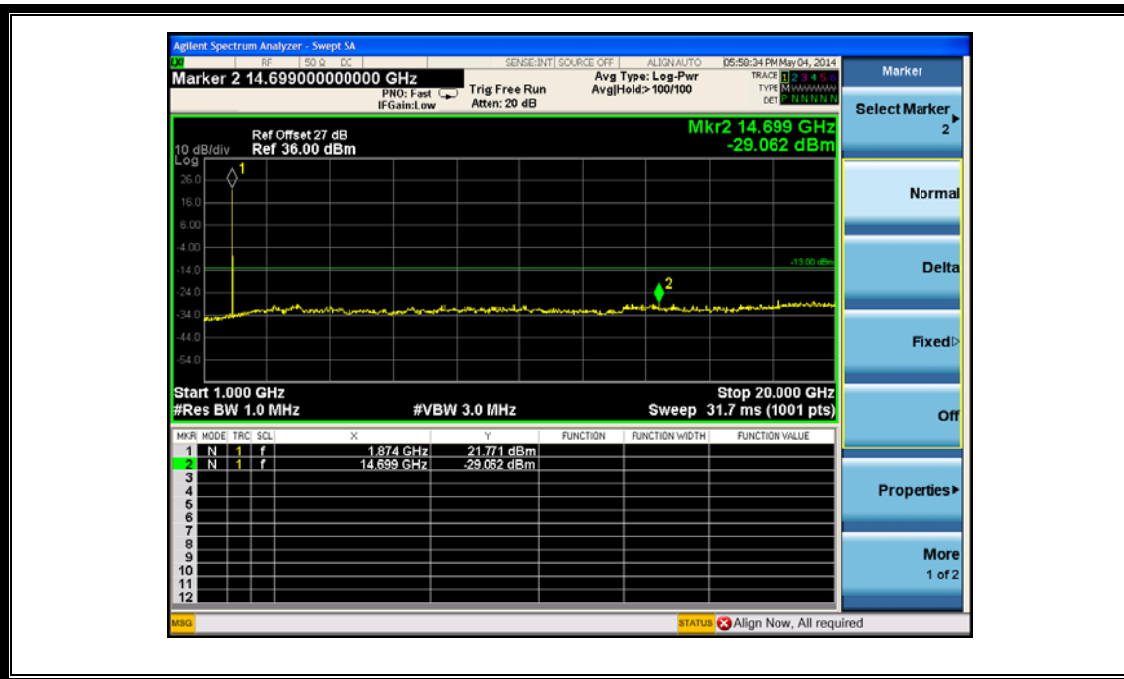 Agilent Spectrum Analyzer - Swept SA
LXI RF 50 Ω DC SENSE:INT SOURCE OFF ALIGN AUTO 05:58:34 PM May 04, 2014
Marker 2 14.699000000000 GHz
PNO: Fast
IFGain:Low
Trig: Free Run
Atten: 20 dB
Avg Type: Log-Pwr
Avg|Hold:> 100/100
TRACE 1 2 3 4 5 6
TYPE M WWWWW
DET P N N N N N
Ref Offset 27 dB
Ref 36.00 dBm
10 dB/div
Log
Mkr2 14.699 GHz
-29.062 dBm
26.0
16.0
6.00
-4.00
-14.0
-24.0
-34.0
-44.0
-54.0
1
2
-13.00 dBm
Start 1.000 GHz
Stop 20.000 GHz
#Res BW 1.0 MHz
#VBW 3.0 MHz
Sweep 31.7 ms (1001 pts)
MKR MODE TRC SCL X Y FUNCTION FUNCTION WIDTH FUNCTION VALUE
1 N 1 f 1.874 GHz 21.771 dBm
2 N 1 f 14.699 GHz -29.062 dBm
3
4
5
6
7
8
9
10
11
12
MSG
STATUS Align Now, All required
Marker
Select Marker
2
Normal
Delta
Fixed
Off
Properties
More
1 of 2